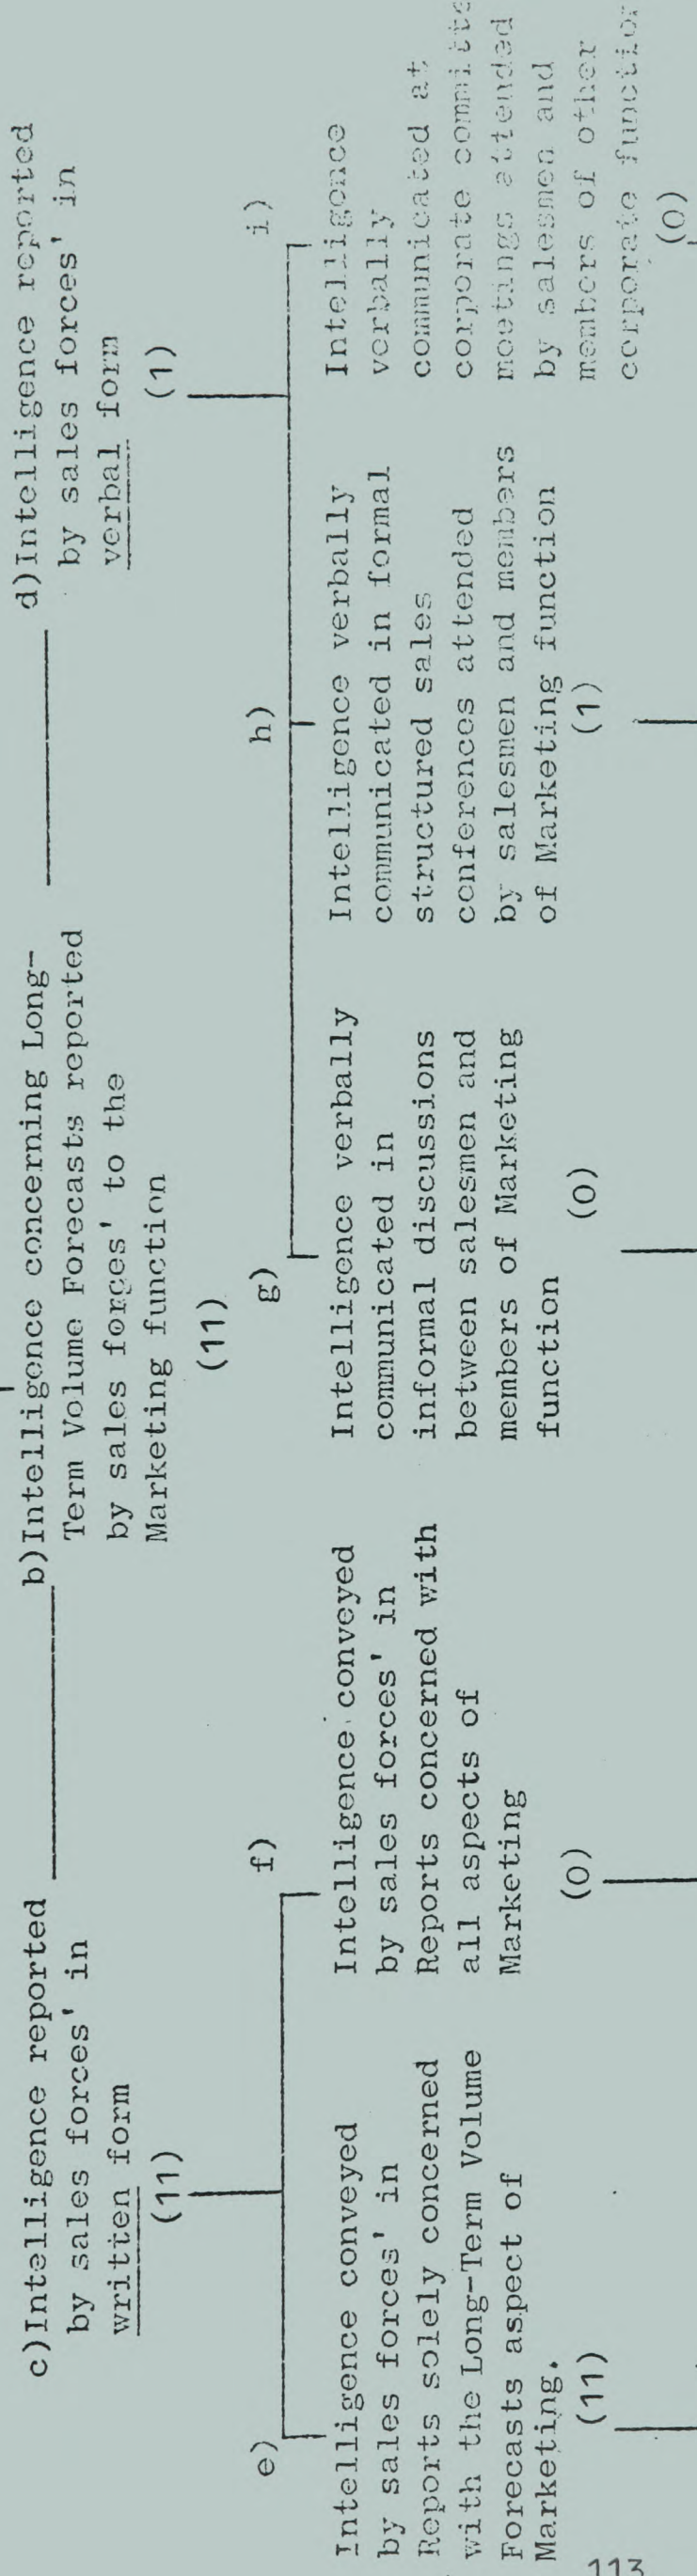 b)Intelligence concerning Long-
Term Volume Forecasts reported
by sales forces' to the
Marketing function
(11)
c)Intelligence reported
by sales forces' in
written form
(11)
d)Intelligence reported
by sales forces' in
verbal form
(1)
e)
Intelligence conveyed
by sales forces' in
Reports solely concerned
with the Long-Term Volume
Forecasts aspect of
Marketing.
(11)
f)
Intelligence conveyed
by sales forces' in
Reports concerned with
all aspects of
Marketing
(0)
g)
Intelligence verbally
communicated in
informal discussions
between salesmen and
members of Marketing
function
(0)
h)
Intelligence verbally
communicated in formal
structured sales
conferences attended
by salesmen and members
of Marketing function
(1)
i)
Intelligence
verbally
communicated at
corporate committe
meetings attended
by salesmen and
members of other
corporate function
(0)
113